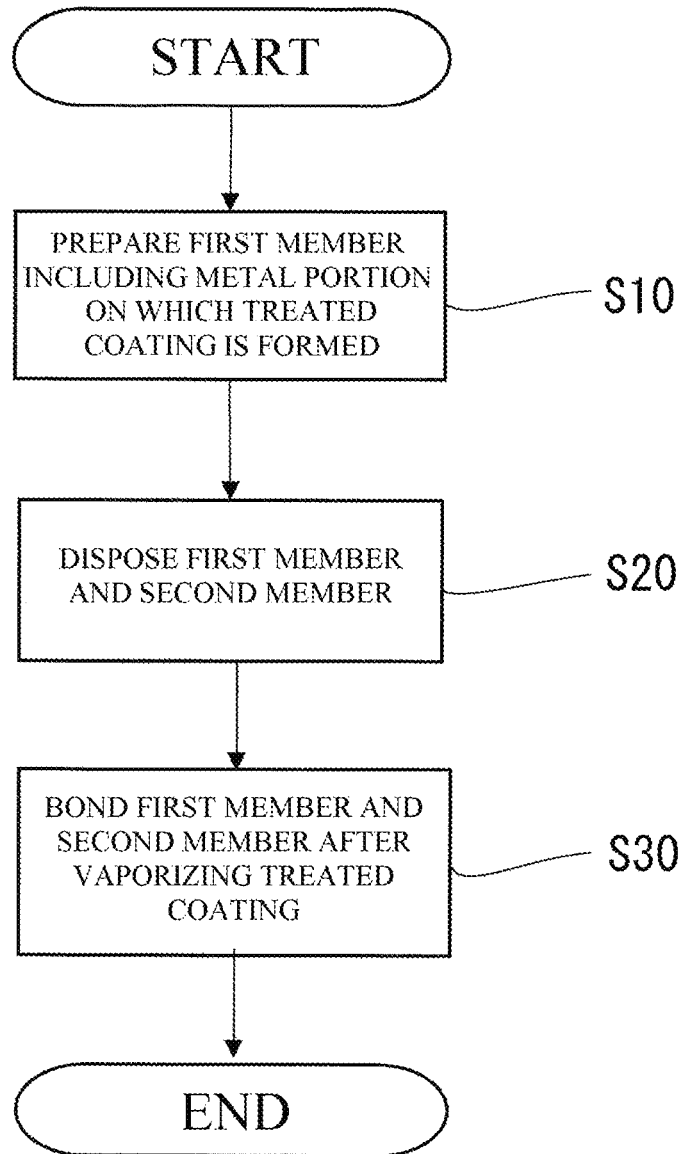 START
PREPARE FIRST MEMBER
INCLUDING METAL PORTION
ON WHICH TREATED
COATING IS FORMED
S10
DISPOSE FIRST MEMBER
AND SECOND MEMBER
S20
BOND FIRST MEMBER AND
SECOND MEMBER AFTER
VAPORIZING TREATED
COATING
S30
END